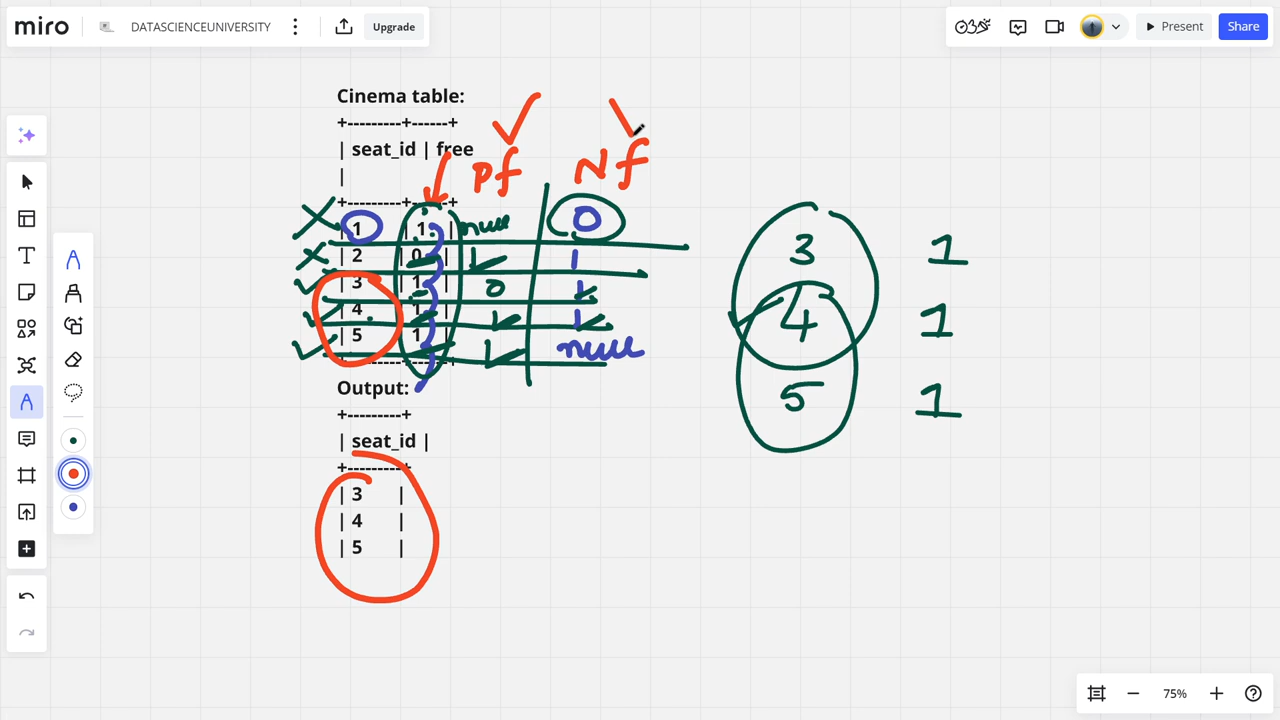 miro DATASCIENCEUNIVERSITY Upgrade Present Share
Cinema table:
+---------+------+
| seat_id | free
|
Pf Nf
+---------+------+
| 1 | 1 | null 0
| 2 | 0 | 1 1
| 3 | 1 | 0 1
| 4 | 1 | 1 1
| 5 | 1 | 1 null
+---------+------+
3 1
4 1
5 1
Output:
+---------+
| seat_id |
+---------+
| 3 |
| 4 |
| 5 |
75%